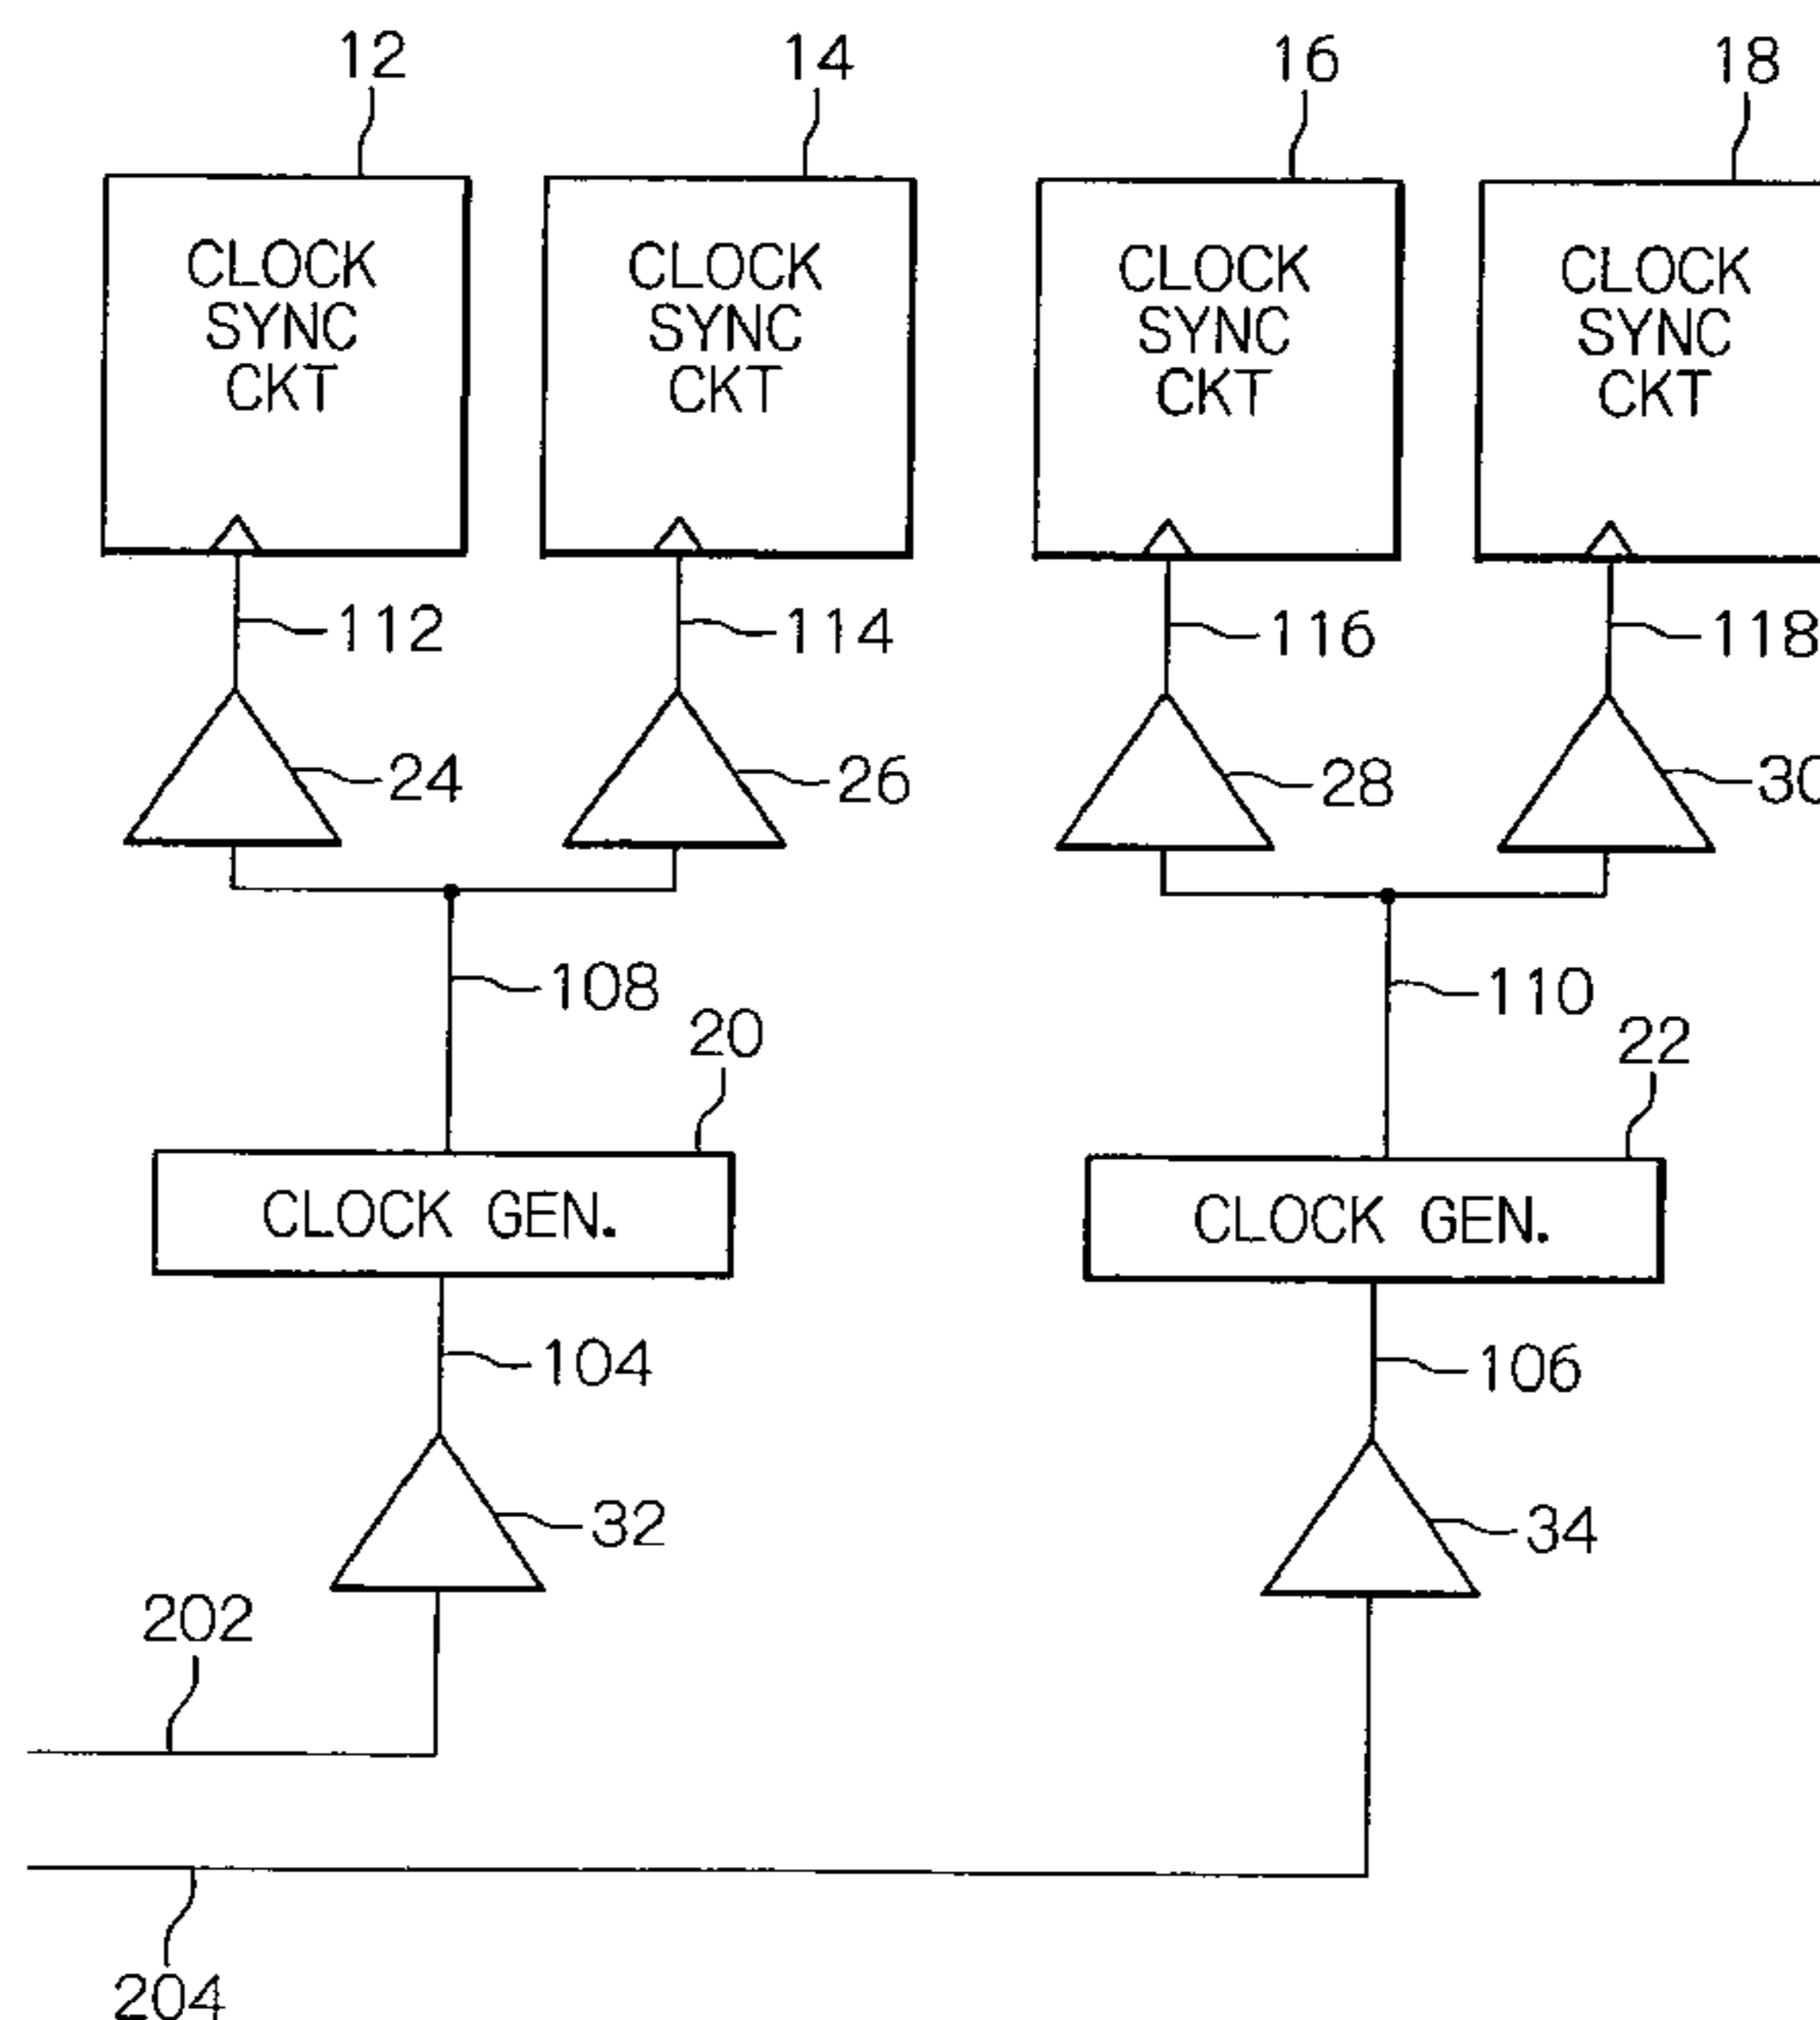 12 14 16 18
CLOCK SYNC CKT
CLOCK SYNC CKT
CLOCK SYNC CKT
CLOCK SYNC CKT
112 114 116 118
24 26 28 30
108 110
20 22
CLOCK GEN. CLOCK GEN.
104 106
32 34
202
204